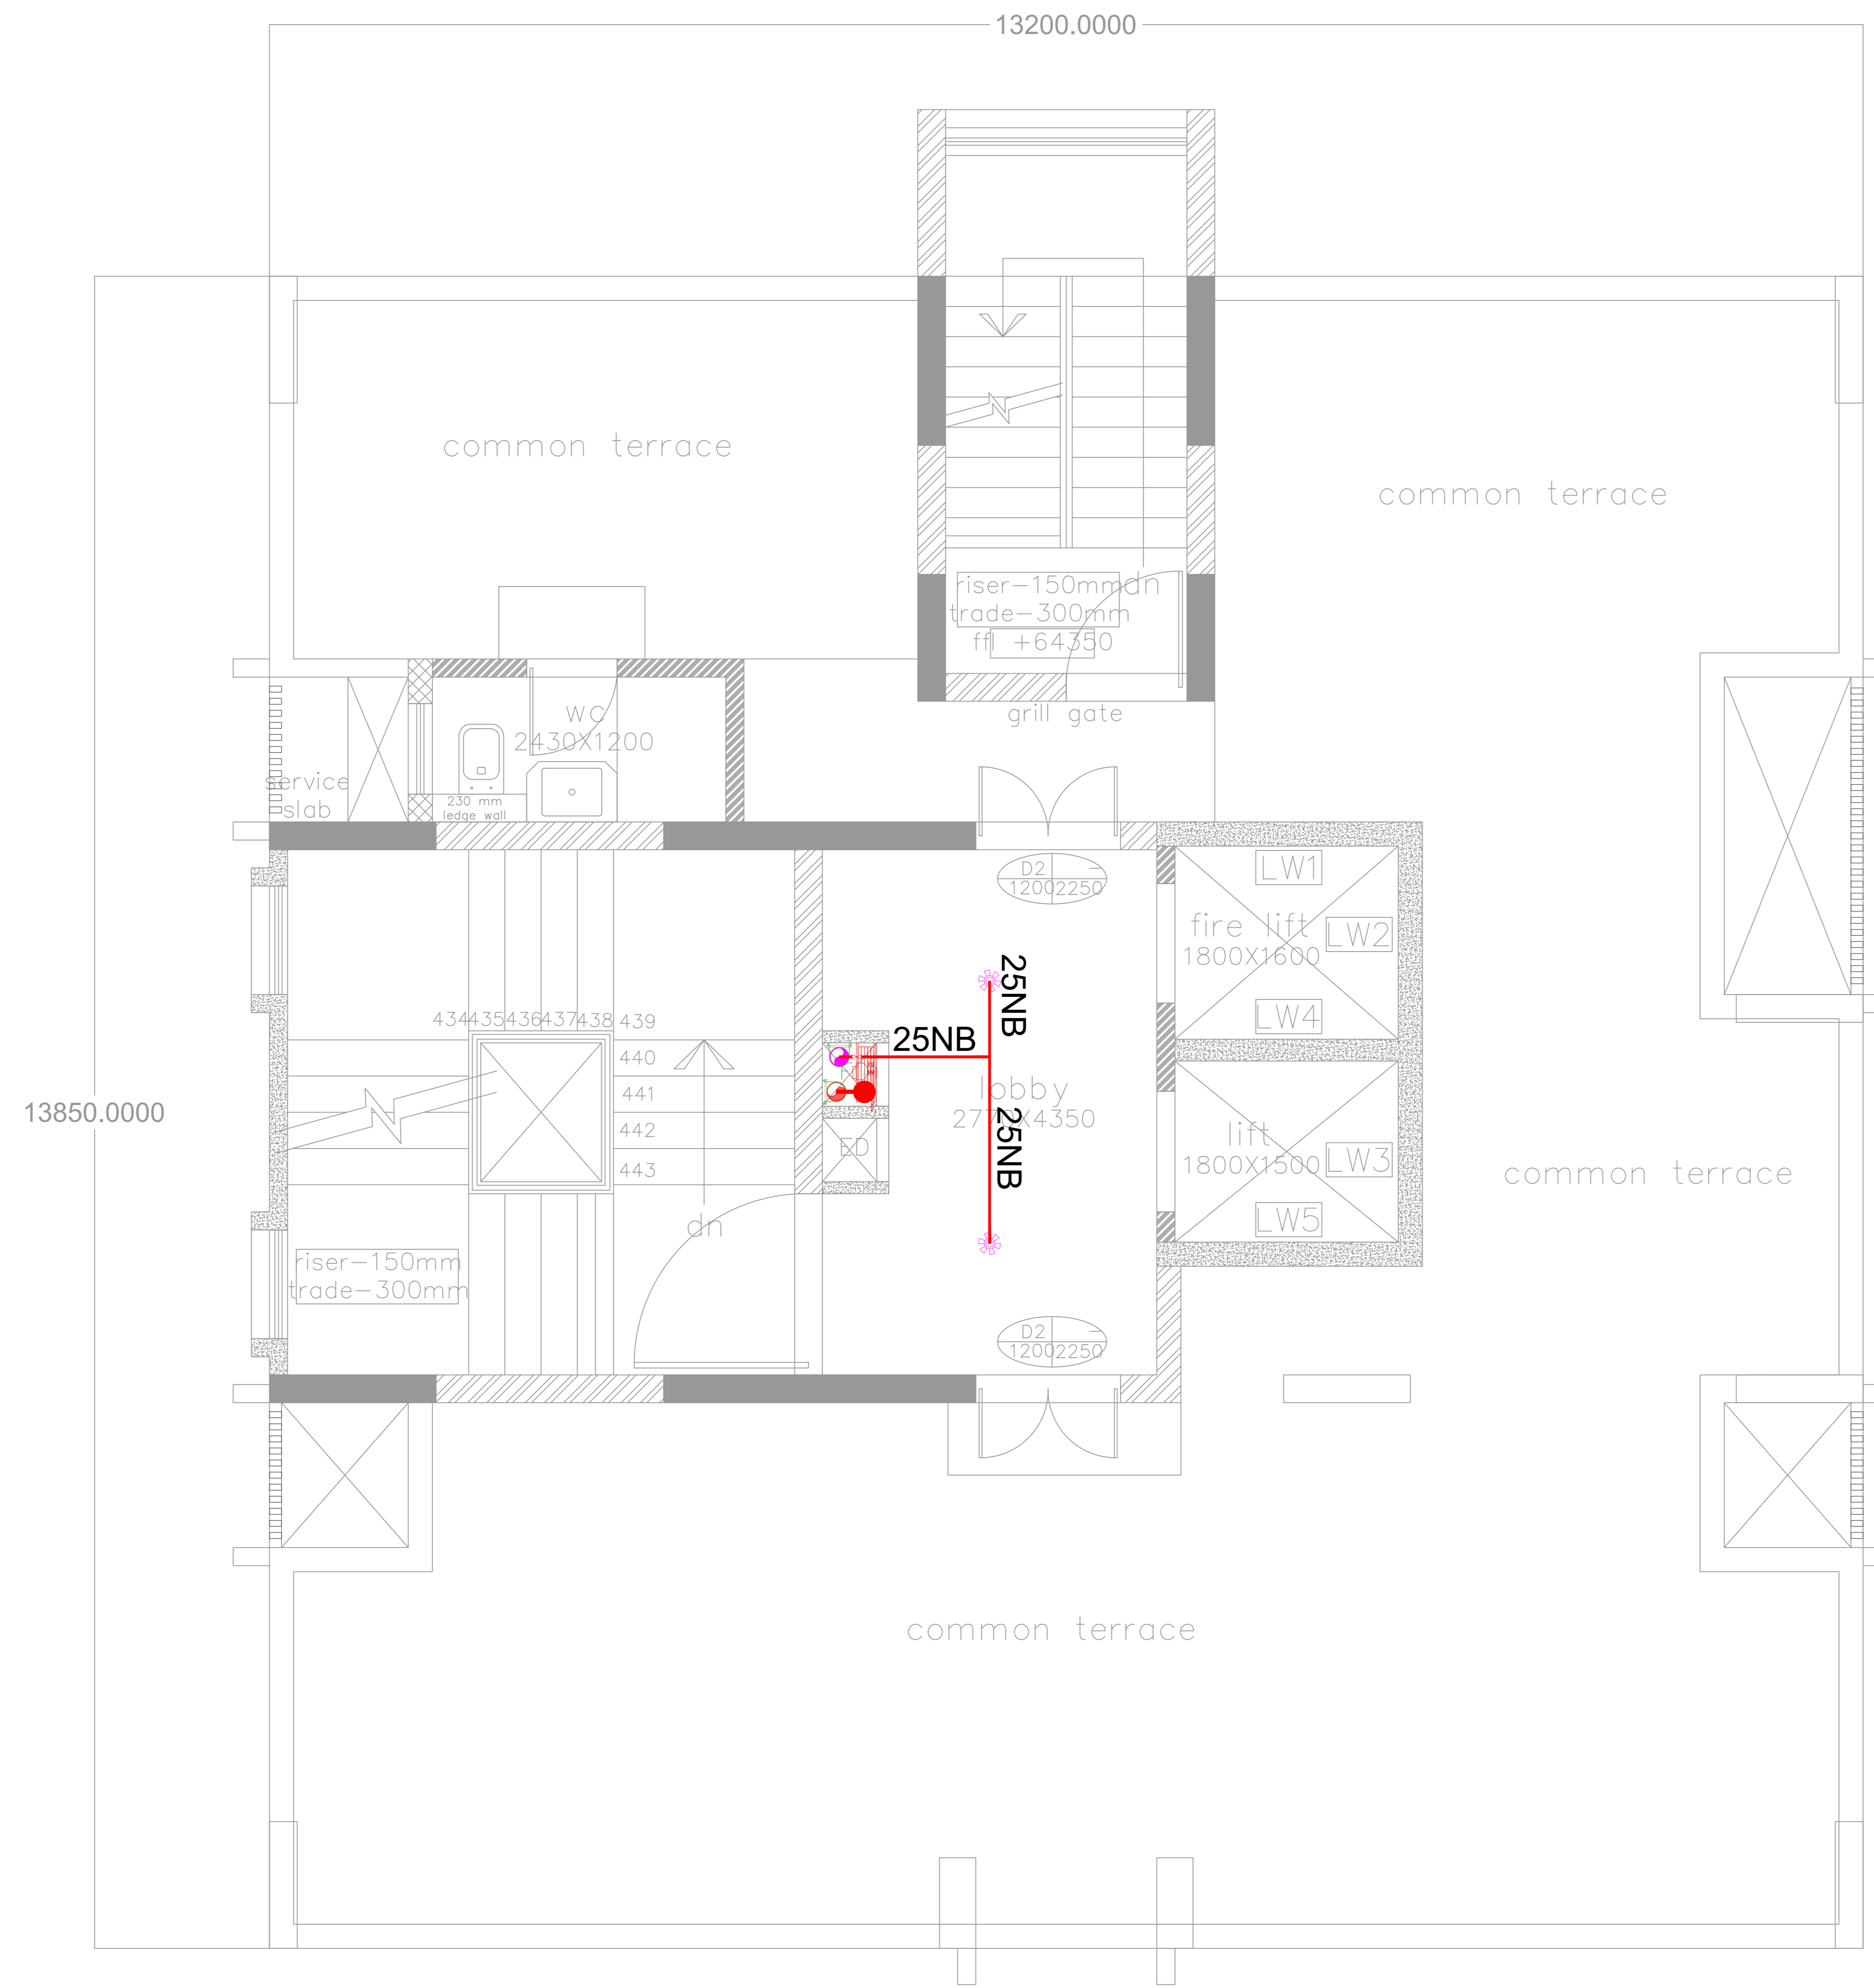 13200.0000
common terrace
common terrace
riser-150mm
dn
trade-300mm
ffl +64350
WC
2430X1200
grill gate
service
slab
230 mm
ledge wall
D2 -
1200 2250
LW1
fire lift
1800X1600
LW2
25NB
LW4
434 435 436 437 438 439
25NB
440
441
442
443
13850.0000
lobby
2770X4350
25NB
ED
lift
1800X1500
LW3
common terrace
LW5
dn
riser-150mm
trade-300mm
D2 -
1200 2250
common terrace